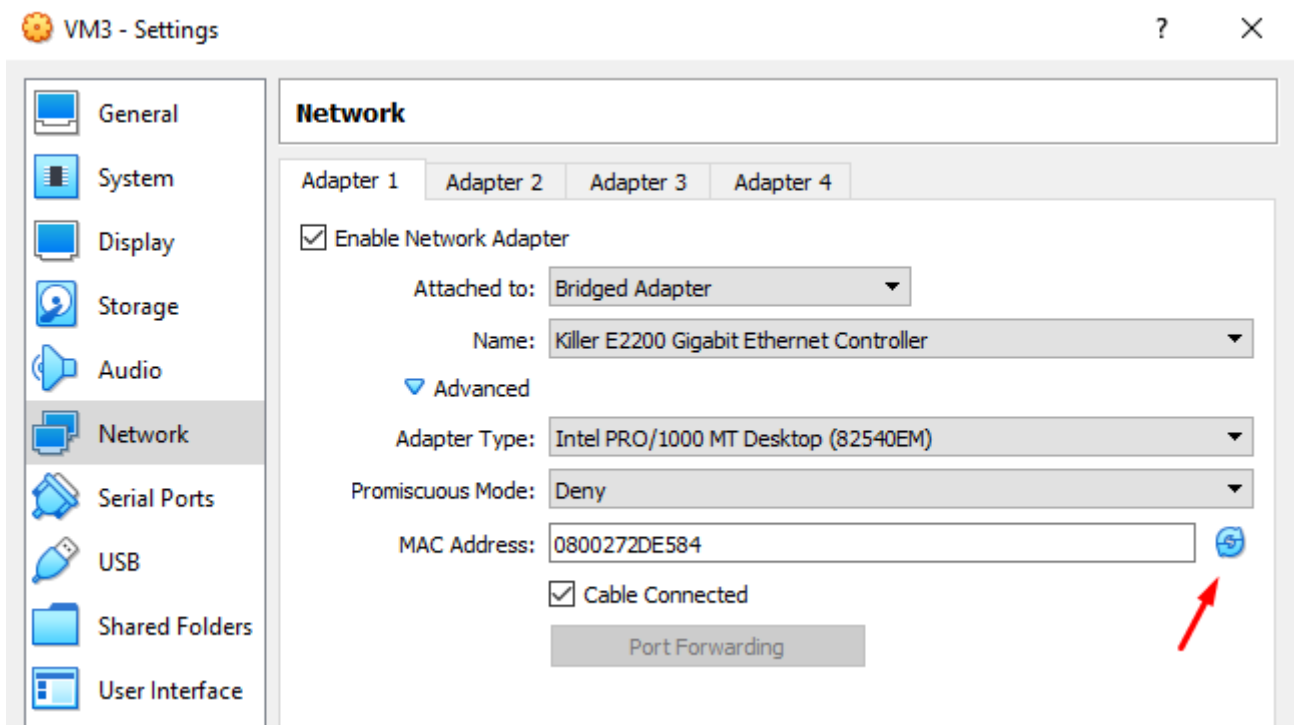 VM3 - Settings ?
General
System
Display
Storage
Audio
Network
Serial Ports
USB
Shared Folders
User Interface
Network
Adapter 1 Adapter 2 Adapter 3 Adapter 4
Enable Network Adapter
Attached to: Bridged Adapter
Name: Killer E2200 Gigabit Ethernet Controller
Advanced
Adapter Type: Intel PRO/1000 MT Desktop (82540EM)
Promiscuous Mode: Deny
MAC Address: 0800272DE584
Cable Connected
Port Forwarding